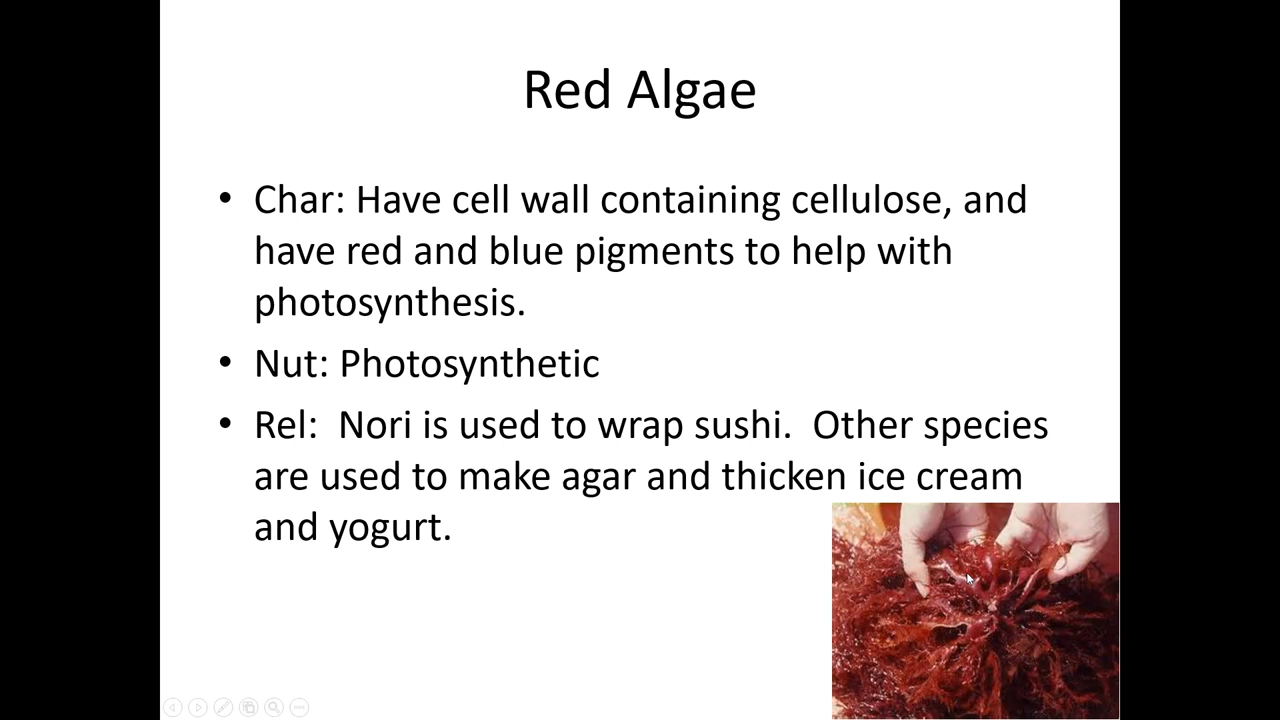 Red Algae
• Char: Have cell wall containing cellulose, and
have red and blue pigments to help with
photosynthesis.
• Nut: Photosynthetic
• Rel:  Nori is used to wrap sushi.  Other species
are used to make agar and thicken ice cream
and yogurt.